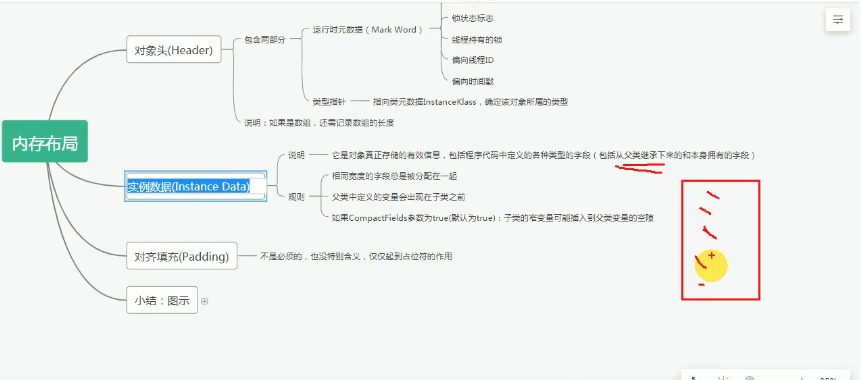 锁状态标志
运行时元数据（Mark Word）
线程持有的锁
对象头(Header)
包含两部分
偏向线程ID
偏向时间戳
类型指针
指向类元数据InstanceKlass，确定该对象所属的类型
说明：如果是数组，还需记录数组的长度
内存布局
说明
它是对象真正存储的有效信息，包括程序代码中定义的各种类型的字段（包括从父类继承下来的和本身拥有的字段）
实例数据(Instance Data)
相同宽度的字段总是被分配在一起
规则
父类中定义的变量会出现在子类之前
如果CompactFields参数为true(默认为true)：子类的窄变量可能插入到父类变量的空隙
对齐填充(Padding)
不是必须的，也没特别含义，仅仅起到占位符的作用
小结：图示